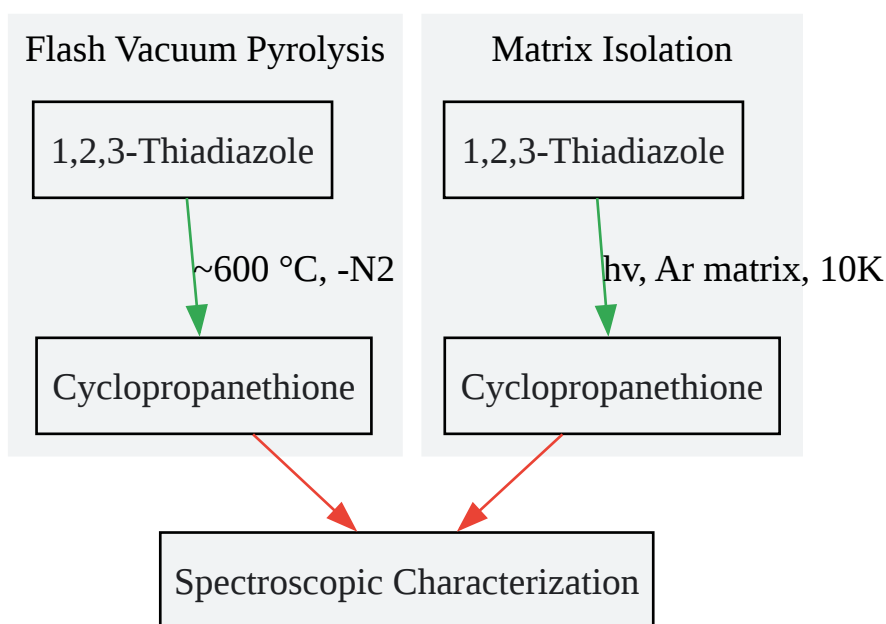 Flash Vacuum Pyrolysis
Matrix Isolation
1,2,3-Thiadiazole
1,2,3-Thiadiazole
~600 °C, -N2
hv, Ar matrix, 10K
Cyclopropanethione
Cyclopropanethione
Spectroscopic Characterization